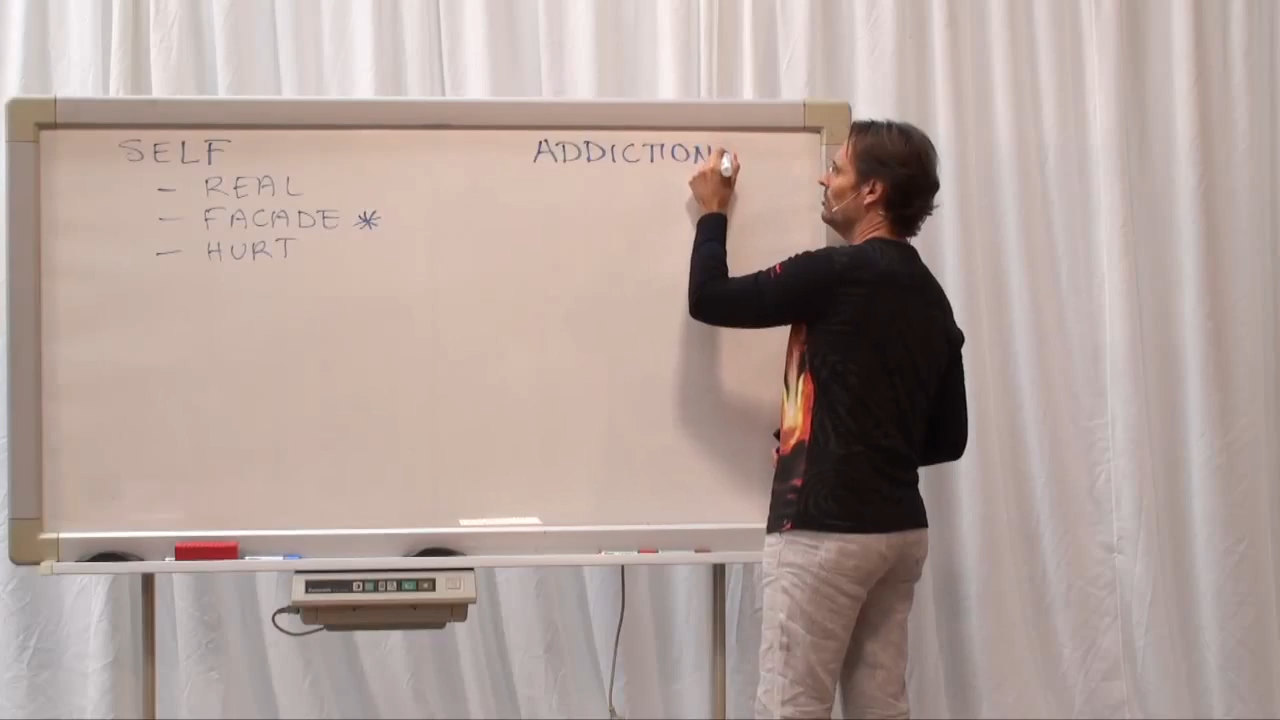 SELF
- REAL
- FACADE *
- HURT
ADDICTION